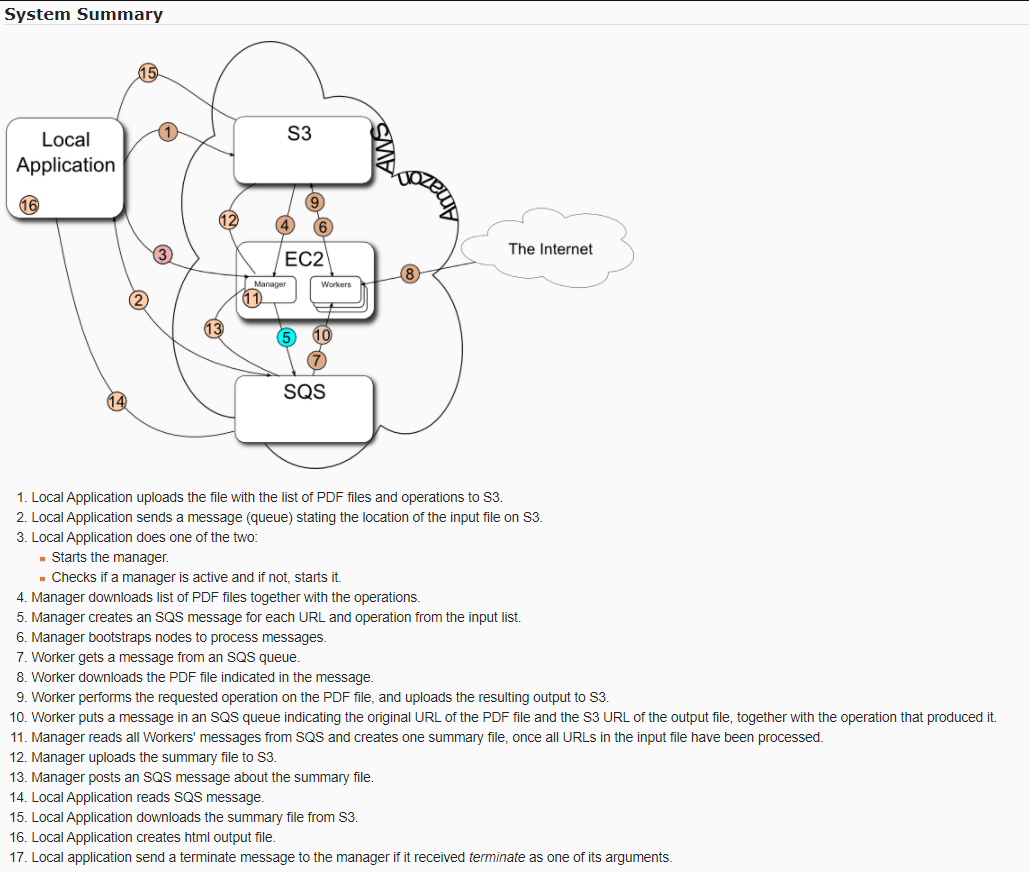 System Summary
15
1
S3
Local
Application
16
Amazon AWS
12
4
9
6
The Internet
3
EC2
8
Manager
Workers
11
2
13
5
10
7
SQS
14
1. Local Application uploads the file with the list of PDF files and operations to S3.
2. Local Application sends a message (queue) stating the location of the input file on S3.
3. Local Application does one of the two:
Starts the manager.
Checks if a manager is active and if not, starts it.
4. Manager downloads list of PDF files together with the operations.
5. Manager creates an SQS message for each URL and operation from the input list.
6. Manager bootstraps nodes to process messages.
7. Worker gets a message from an SQS queue.
8. Worker downloads the PDF file indicated in the message.
9. Worker performs the requested operation on the PDF file, and uploads the resulting output to S3.
10. Worker puts a message in an SQS queue indicating the original URL of the PDF file and the S3 URL of the output file, together with the operation that produced it.
11. Manager reads all Workers' messages from SQS and creates one summary file, once all URLs in the input file have been processed.
12. Manager uploads the summary file to S3.
13. Manager posts an SQS message about the summary file.
14. Local Application reads SQS message.
15. Local Application downloads the summary file from S3.
16. Local Application creates html output file.
17. Local application send a terminate message to the manager if it received terminate as one of its arguments.